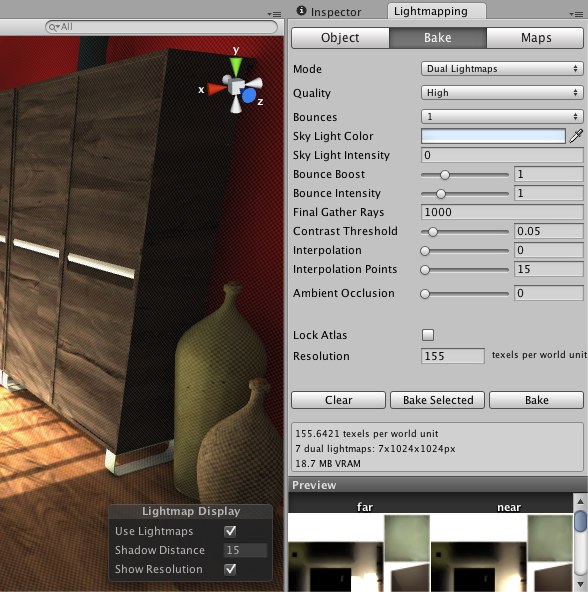 Inspector
Lightmapping
All
Object Bake Maps
y
x
z
Mode Dual Lightmaps
Quality High
Bounces 1
Sky Light Color
Sky Light Intensity 0
Bounce Boost 1
Bounce Intensity 1
Final Gather Rays 1000
Contrast Threshold 0.05
Interpolation 0
Interpolation Points 15
Ambient Occlusion 0
Lock Atlas
Resolution 155 texels per world unit
Clear Bake Selected Bake
155.6421 texels per world unit
7 dual lightmaps: 7x1024x1024px
18.7 MB VRAM
Preview
far near
Lightmap Display
Use Lightmaps
Shadow Distance 15
Show Resolution